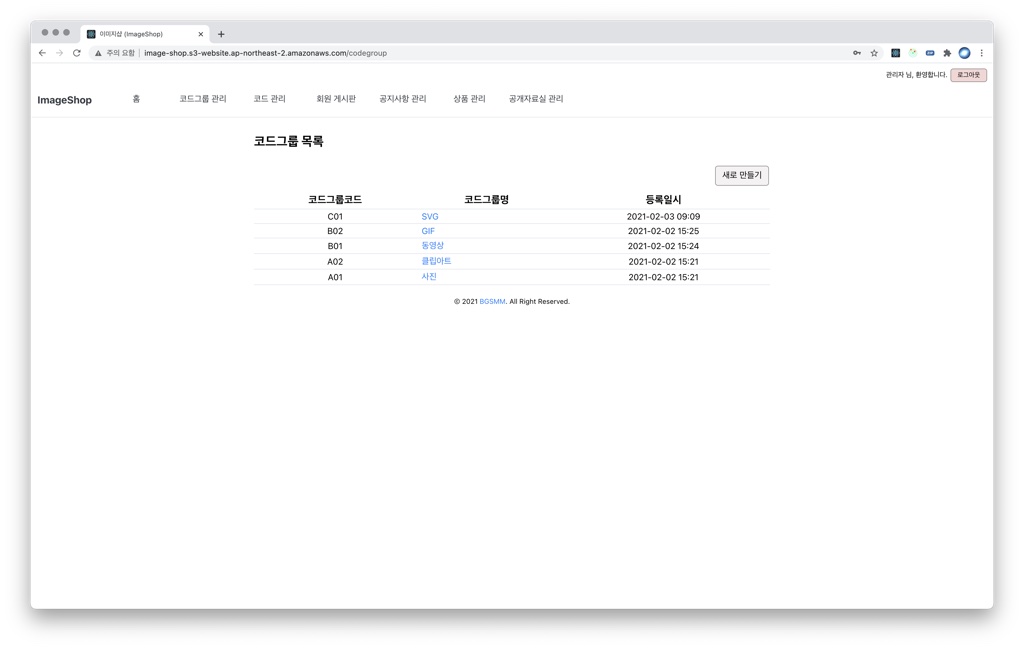 이미지샵 (ImageShop)
주의 요함 image-shop.s3-website.ap-northeast-2.amazonaws.com/codegroup
관리자 님, 환영합니다. 로그아웃
ImageShop 홈 코드그룹 관리 코드 관리 회원 게시판 공지사항 관리 상품 관리 공개자료실 관리
코드그룹 목록
새로 만들기
코드그룹코드 코드그룹명 등록일시
C01 SVG 2021-02-03 09:09
B02 GIF 2021-02-02 15:25
B01 동영상 2021-02-02 15:24
A02 클립아트 2021-02-02 15:21
A01 사진 2021-02-02 15:21
© 2021 BGSMM. All Right Reserved.